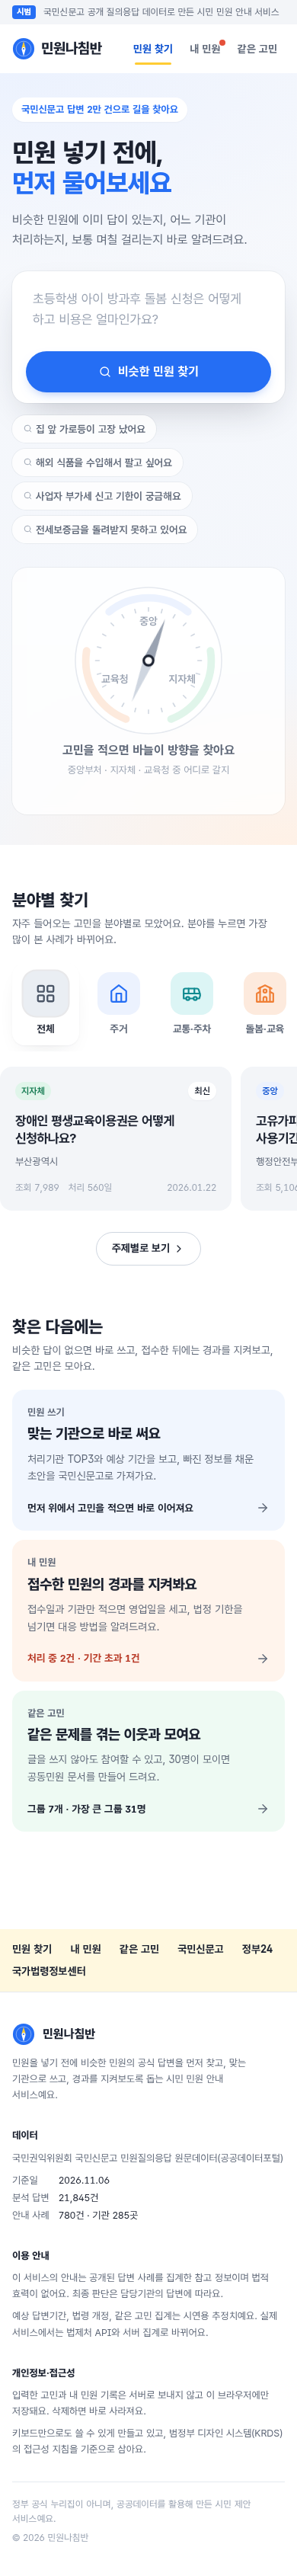 시범 국민신문고 공개 질의응답 데이터로 만든 시민 민원 안내 서비스
민원나침반
민원 찾기
내 민원
같은 고민
국민신문고 답변 2만 건으로 길을 찾아요
민원 넣기 전에,
먼저 물어보세요
비슷한 민원에 이미 답이 있는지, 어느 기관이
처리하는지, 보통 며칠 걸리는지 바로 알려드려요.
초등학생 아이 방과후 돌봄 신청은 어떻게
하고 비용은 얼마인가요?
비슷한 민원 찾기
집 앞 가로등이 고장 났어요
해외 식품을 수입해서 팔고 싶어요
사업자 부가세 신고 기한이 궁금해요
전세보증금을 돌려받지 못하고 있어요
중앙
교육청
지자체
고민을 적으면 바늘이 방향을 찾아요
중앙부처 · 지자체 · 교육청 중 어디로 갈지
분야별 찾기
자주 들어오는 고민을 분야별로 모았어요. 분야를 누르면 가장
많이 본 사례가 바뀌어요.
전체
주거
교통·주차
돌봄·교육
지자체
최신
장애인 평생교육이용권은 어떻게
신청하나요?
부산광역시
조회 7,989 처리 560일 2026.01.22
중앙
고유가피
사용기간
행정안전부
조회 5,106
주제별로 보기
찾은 다음에는
비슷한 답이 없으면 바로 쓰고, 접수한 뒤에는 경과를 지켜보고,
같은 고민은 모아요.
민원 쓰기
맞는 기관으로 바로 써요
처리기관 TOP3와 예상 기간을 보고, 빠진 정보를 채운
초안을 국민신문고로 가져가요.
먼저 위에서 고민을 적으면 바로 이어져요
내 민원
접수한 민원의 경과를 지켜봐요
접수일과 기관만 적으면 영업일을 세고, 법정 기한을
넘기면 대응 방법을 알려드려요.
처리 중 2건 · 기간 초과 1건
같은 고민
같은 문제를 겪는 이웃과 모여요
글을 쓰지 않아도 참여할 수 있고, 30명이 모이면
공동민원 문서를 만들어 드려요.
그룹 7개 · 가장 큰 그룹 31명
민원 찾기
내 민원
같은 고민
국민신문고
정부24
국가법령정보센터
민원나침반
민원을 넣기 전에 비슷한 민원의 공식 답변을 먼저 찾고, 맞는
기관으로 쓰고, 경과를 지켜보도록 돕는 시민 민원 안내
서비스예요.
데이터
국민권익위원회 국민신문고 민원질의응답 원문데이터(공공데이터포털)
기준일 2026.11.06
분석 답변 21,845건
안내 사례 780건 · 기관 285곳
이용 안내
이 서비스의 안내는 공개된 답변 사례를 집계한 참고 정보이며 법적
효력이 없어요. 최종 판단은 담당기관의 답변에 따라요.
예상 답변기간, 법령 개정, 같은 고민 집계는 시연용 추정치예요. 실제
서비스에서는 법제처 API와 서버 집계로 바뀌어요.
개인정보·접근성
입력한 고민과 내 민원 기록은 서버로 보내지 않고 이 브라우저에만
저장돼요. 삭제하면 바로 사라져요.
키보드만으로도 쓸 수 있게 만들고 있고, 범정부 디자인 시스템(KRDS)
의 접근성 지침을 기준으로 삼아요.
정부 공식 누리집이 아니며, 공공데이터를 활용해 만든 시민 제안
서비스예요.
© 2026 민원나침반